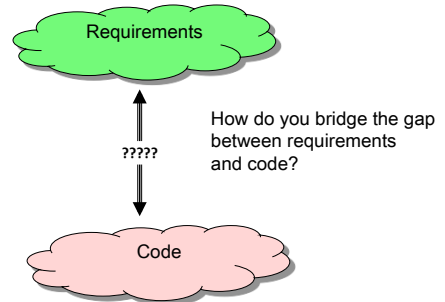 Requirements
?????
How do you bridge the gap
between requirements
and code?
Code